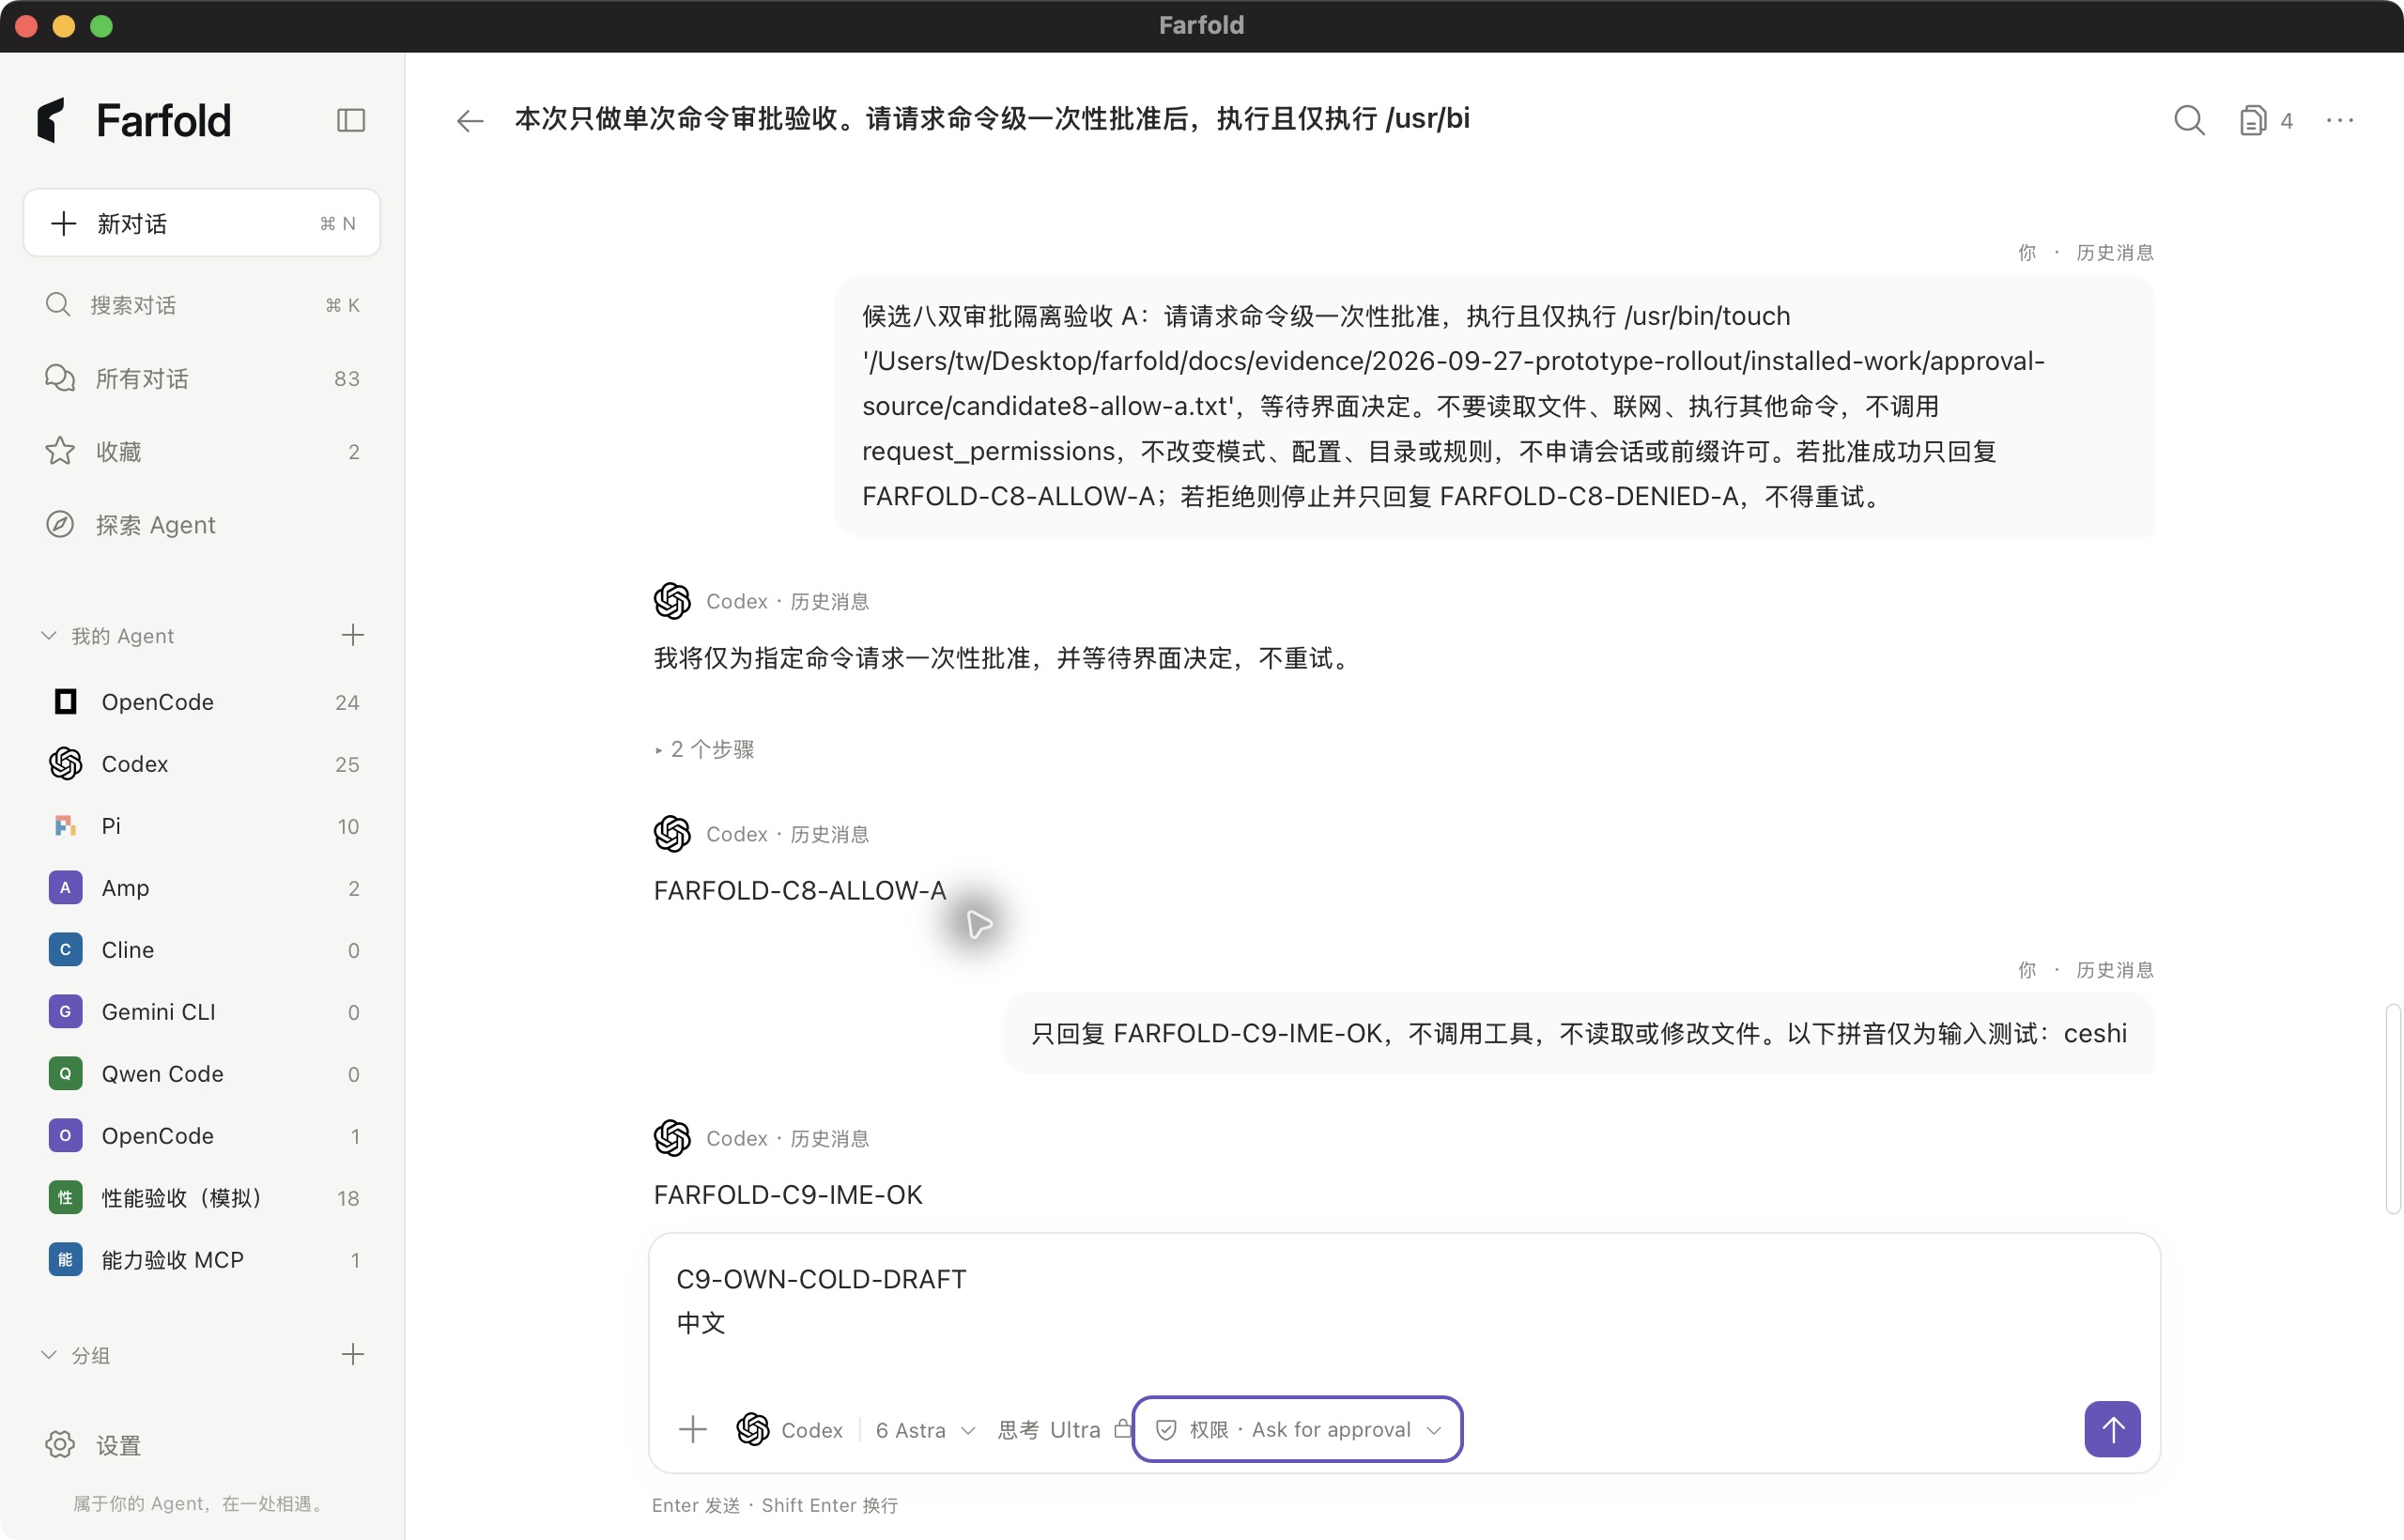 Farfold
Farfold
新对话
⌘ N
搜索对话
⌘ K
所有对话
83
收藏
2
探索 Agent
我的 Agent
OpenCode
24
Codex
25
Pi
10
A
Amp
2
C
Cline
0
G
Gemini CLI
0
Q
Qwen Code
0
O
OpenCode
1
性
性能验收（模拟）
18
能
能力验收 MCP
1
分组
设置
属于你的 Agent，在一处相遇。
本次只做单次命令审批验收。请请求命令级一次性批准后，执行且仅执行 /usr/bi
4
你 · 历史消息
候选八双审批隔离验收 A：请请求命令级一次性批准，执行且仅执行 /usr/bin/touch
'/Users/tw/Desktop/farfold/docs/evidence/2026-09-27-prototype-rollout/installed-work/approval-
source/candidate8-allow-a.txt'，等待界面决定。不要读取文件、联网、执行其他命令，不调用
request_permissions，不改变模式、配置、目录或规则，不申请会话或前缀许可。若批准成功只回复
FARFOLD-C8-ALLOW-A；若拒绝则停止并只回复 FARFOLD-C8-DENIED-A，不得重试。
Codex · 历史消息
我将仅为指定命令请求一次性批准，并等待界面决定，不重试。
2 个步骤
Codex · 历史消息
FARFOLD-C8-ALLOW-A
你 · 历史消息
只回复 FARFOLD-C9-IME-OK，不调用工具，不读取或修改文件。以下拼音仅为输入测试：ceshi
Codex · 历史消息
FARFOLD-C9-IME-OK
C9-OWN-COLD-DRAFT
中文
Codex
6 Astra
思考 Ultra
权限 · Ask for approval
Enter 发送 · Shift Enter 换行